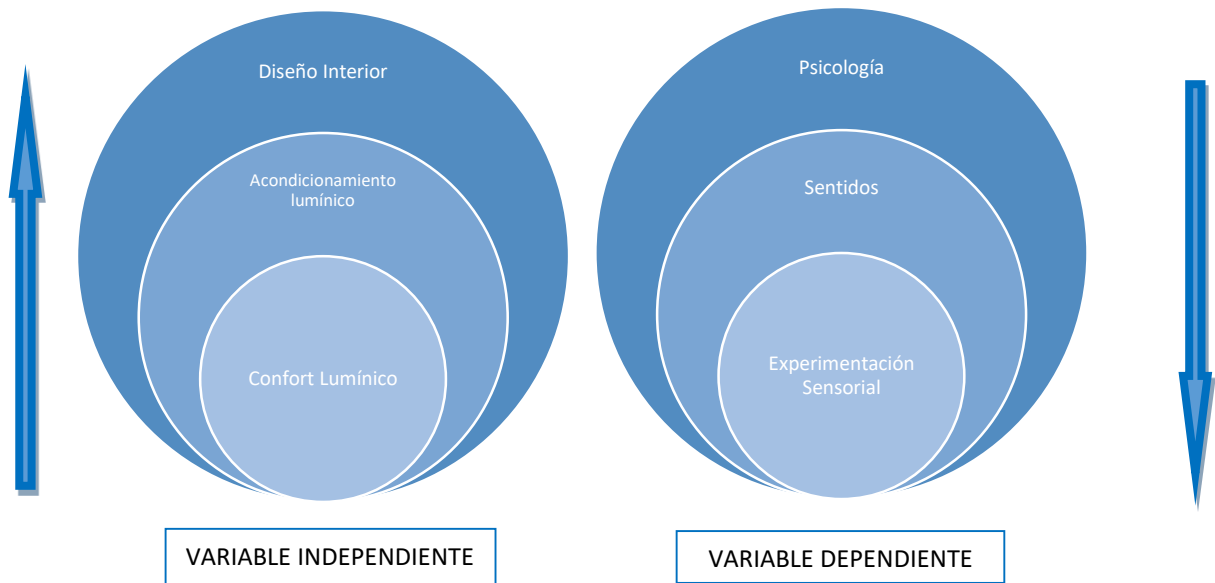 Diseño Interior
Acondicionamiento
lumínico
Confort Lumínico
VARIABLE INDEPENDIENTE
Psicología
Sentidos
Experimentación
Sensorial
VARIABLE DEPENDIENTE